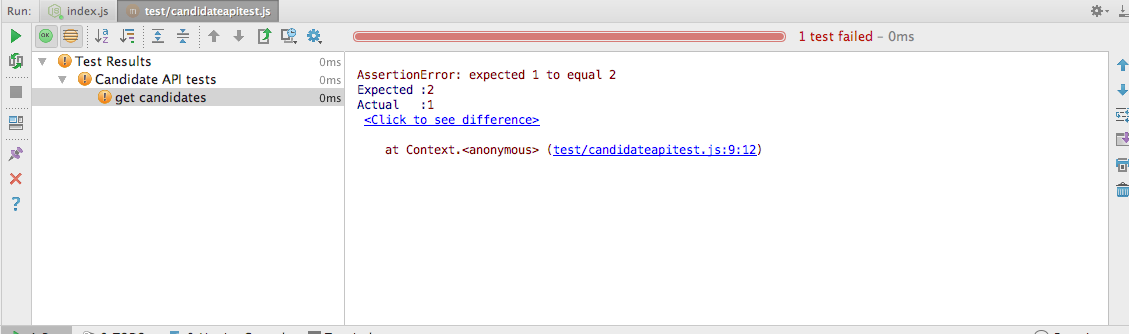 Run: index.js test/candidateapitest.js
1 test failed – 0ms
Test Results 0ms
Candidate API tests 0ms
get candidates 0ms
AssertionError: expected 1 to equal 2
Expected :2
Actual :1
<Click to see difference>
at Context.<anonymous> (test/candidateapitest.js:9:12)